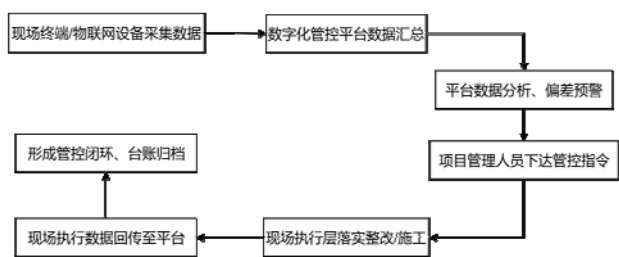 现场终端/物联网设备采集数据
数字化管控平台数据汇总
平台数据分析、偏差预警
项目管理人员下达管控指令
现场执行层落实整改/施工
现场执行数据回传至平台
形成管控闭环、台账归档